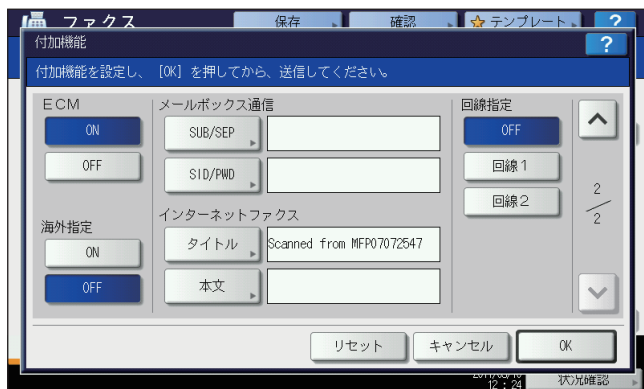 ファクス 保存 確認 テンプレート ?
付加機能 ?
付加機能を設定し、 [OK] を押してから、送信してください。
ECM メールボックス通信 回線指定
ON SUB/SEP OFF
OFF SID/PWD 回線1
回線2
2
2
インターネットファクス
海外指定
ON タイトル Scanned from MFP07072547
OFF 本文
リセット キャンセル OK
12:24 状況確認